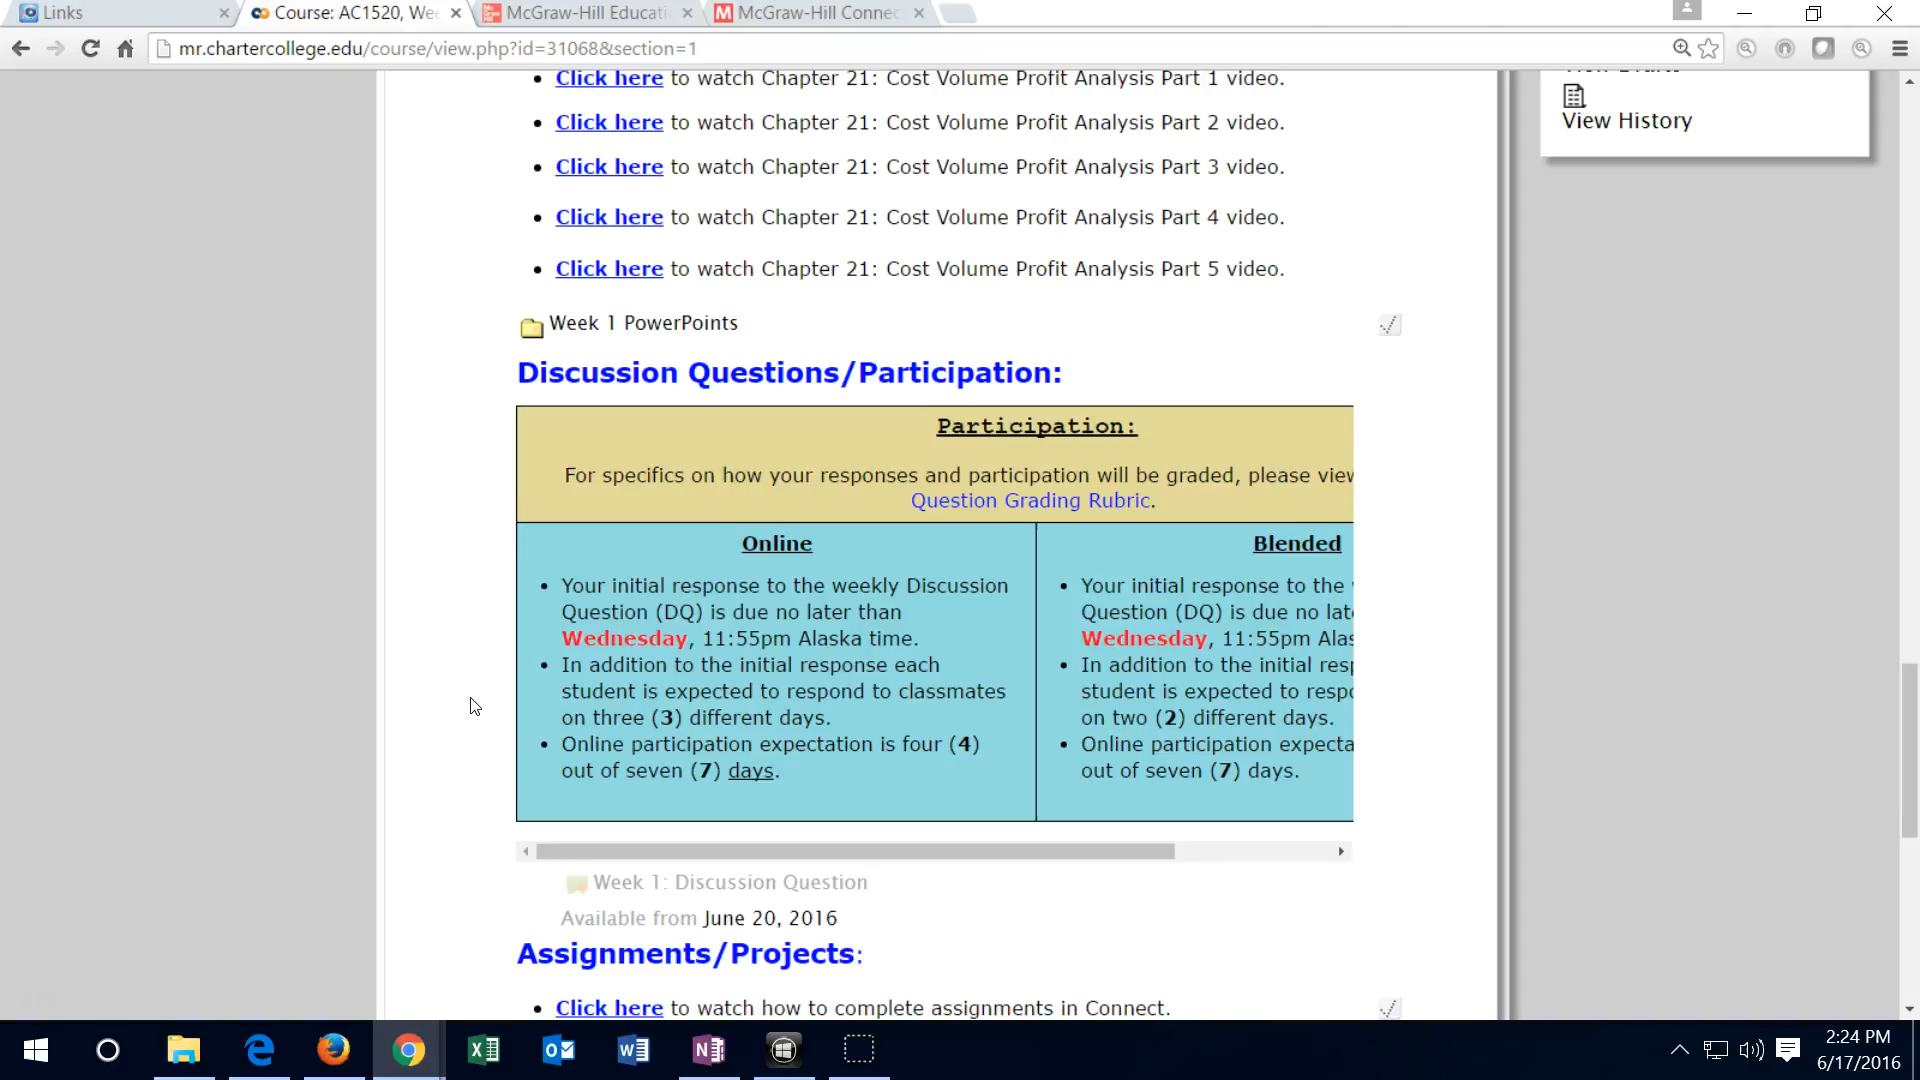 Links
Course: AC1520, Wee
McGraw-Hill Educati
McGraw-Hill Connec
mr.chartercollege.edu/course/view.php?id=31068&section=1
Click here to watch Chapter 21: Cost Volume Profit Analysis Part 1 video.
View History
Click here to watch Chapter 21: Cost Volume Profit Analysis Part 2 video.
Click here to watch Chapter 21: Cost Volume Profit Analysis Part 3 video.
Click here to watch Chapter 21: Cost Volume Profit Analysis Part 4 video.
Click here to watch Chapter 21: Cost Volume Profit Analysis Part 5 video.
Week 1 PowerPoints
Discussion Questions/Participation:
Participation:
For specifics on how your responses and participation will be graded, please view
Question Grading Rubric.
Online
Your initial response to the weekly Discussion
Question (DQ) is due no later than
Wednesday, 11:55pm Alaska time.
In addition to the initial response each
student is expected to respond to classmates
on three (3) different days.
Online participation expectation is four (4)
out of seven (7) days.
Blended
Your initial response to the
Question (DQ) is due no late
Wednesday, 11:55pm Alas
In addition to the initial resp
student is expected to respo
on two (2) different days.
Online participation expecta
out of seven (7) days.
Week 1: Discussion Question
Available from June 20, 2016
Assignments/Projects:
Click here to watch how to complete assignments in Connect.
2:24 PM
6/17/2016